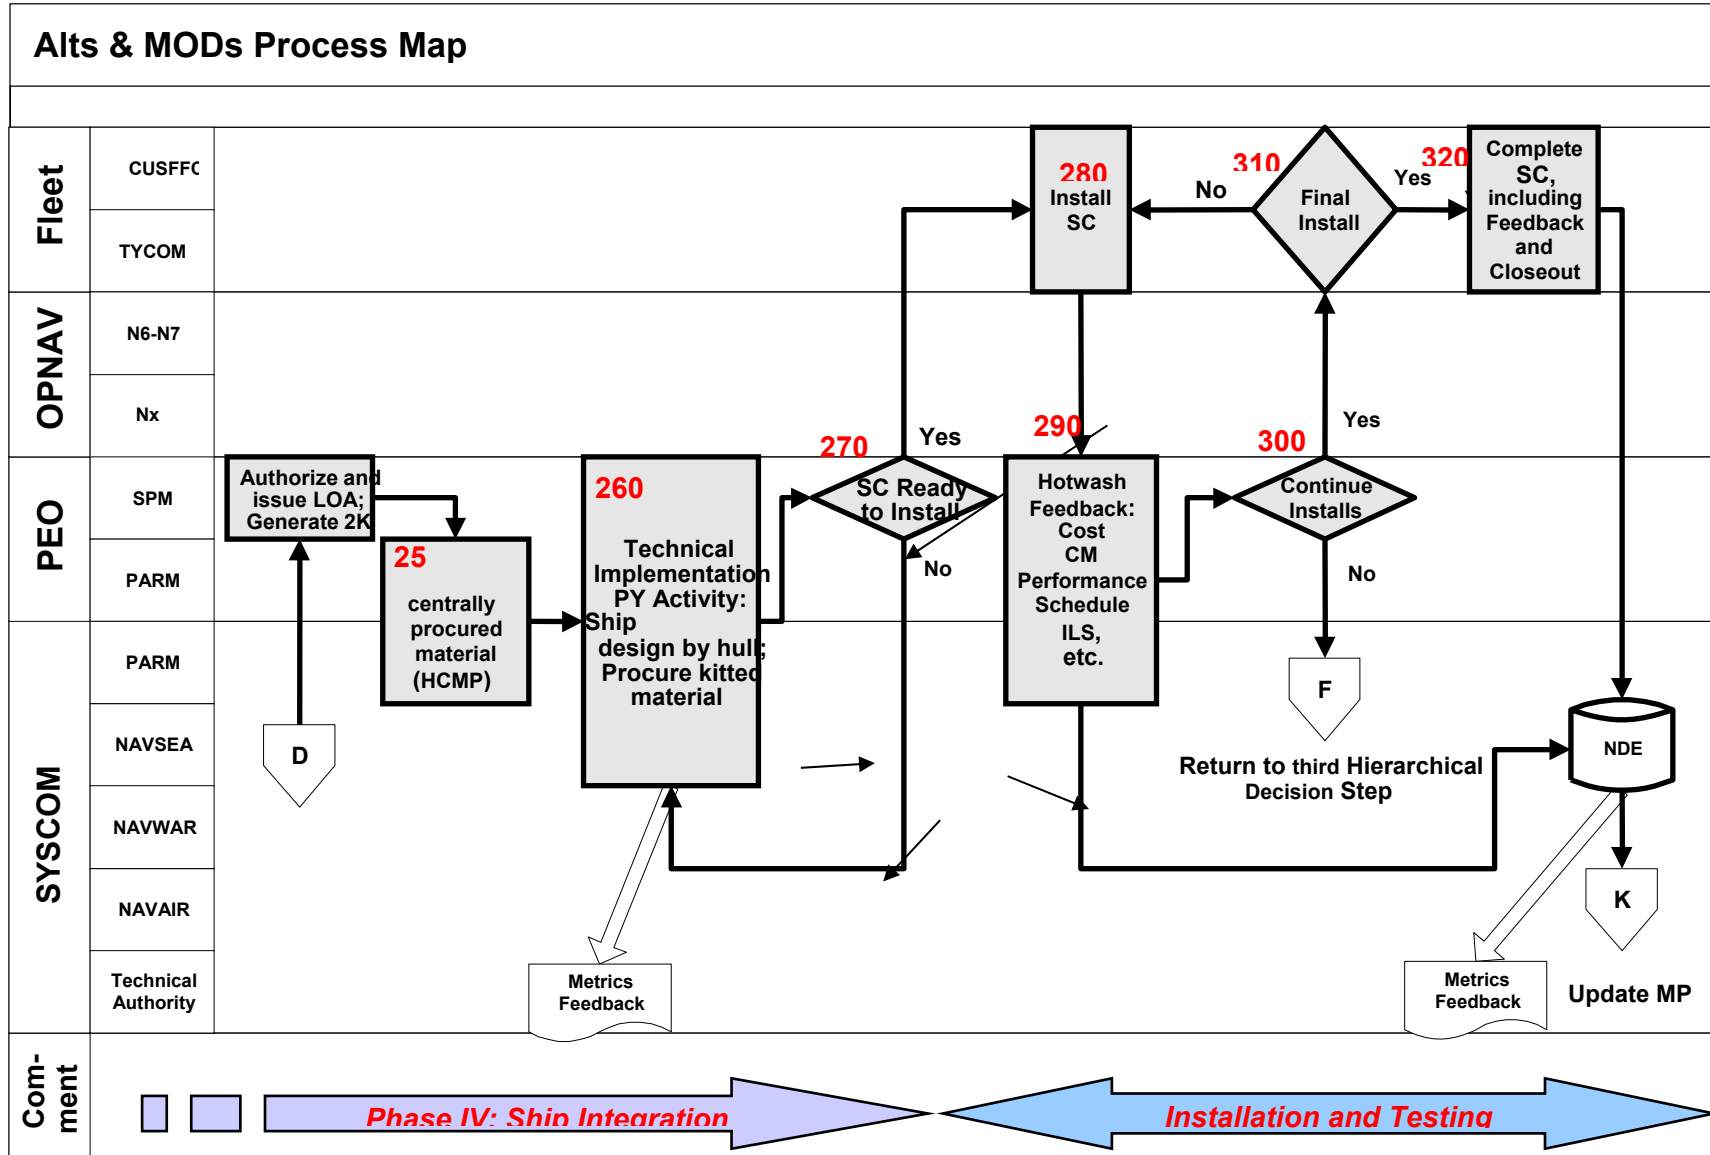 Alts & MODs Process Map
Fleet
CUSFFC
TYCOM
OPNAV
N6-N7
Nx
PEO
SPM
PARM
SYSCOM
PARM
NAVSEA
NAVWAR
NAVAIR
Technical
Authority
Com-
ment
Authorize and
issue LOA;
Generate 2K
D
25
centrally
procured
material
(HCMP)
260
Technical
Implementation
PY Activity:
Ship
design by hull;
Procure kitted
material
Metrics
Feedback
270
SC Ready
to Install
Yes
No
280
Install
SC
290
Hotwash
Feedback:
Cost
CM
Performance
Schedule
ILS,
etc.
300
Continue
Installs
Yes
No
F
Return to third Hierarchical
Decision Step
310
Final
Install
No
Yes
320
Complete
SC,
including
Feedback
and
Closeout
NDE
K
Metrics
Feedback
Update MP
Phase IV: Ship Integration
Installation and Testing